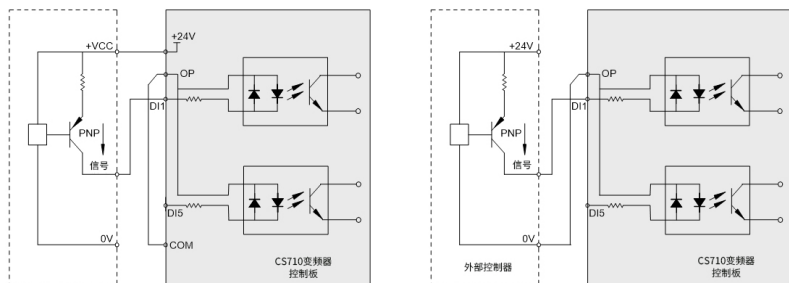 +VCC
+24V
OP
DI1
PNP
信号
DI5
0V
COM
CS710变频器
控制板
+24V
OP
DI1
PNP
信号
DI5
0V
外部控制器
CS710变频器
控制板